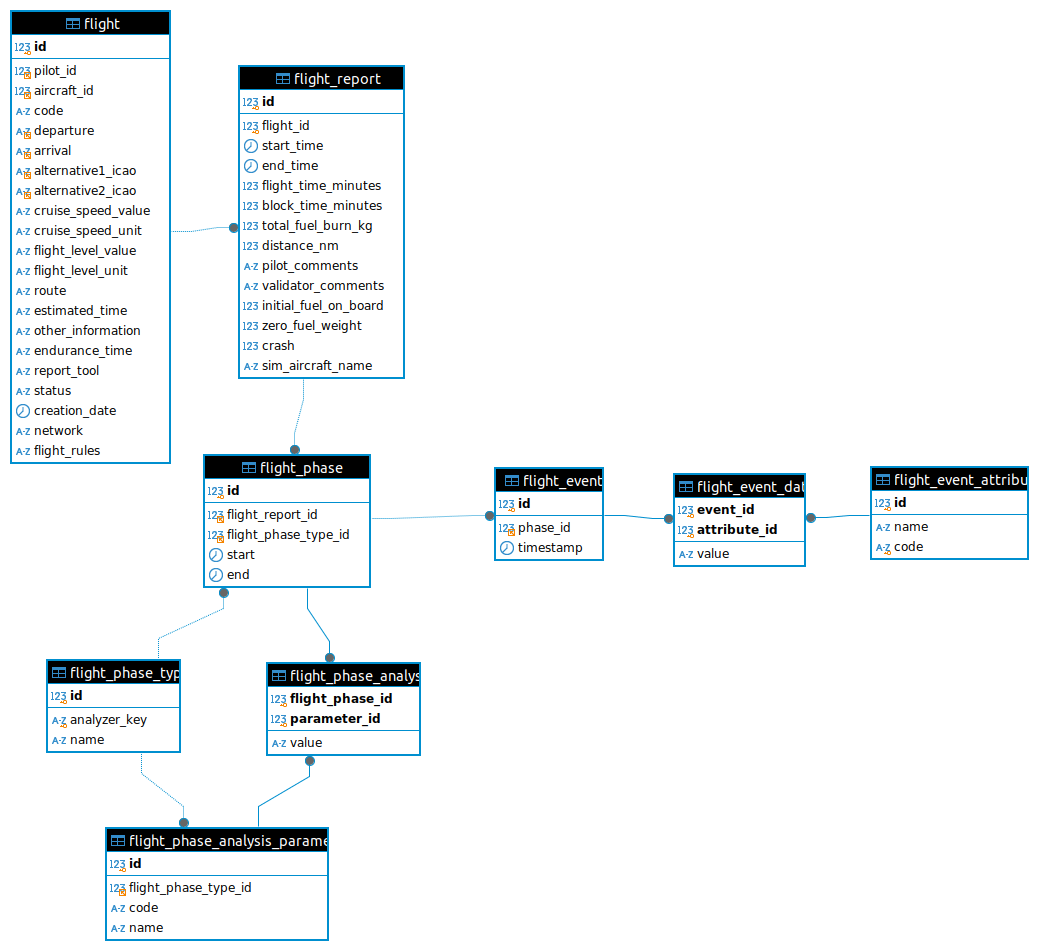 flight
123 id
123 pilot_id
123 aircraft_id
A-Z code
A-Z departure
A-Z arrival
A-Z alternative1_icao
A-Z alternative2_icao
A-Z cruise_speed_value
A-Z cruise_speed_unit
A-Z flight_level_value
A-Z flight_level_unit
A-Z route
A-Z estimated_time
A-Z other_information
A-Z endurance_time
A-Z report_tool
A-Z status
creation_date
A-Z network
A-Z flight_rules
flight_report
123 id
123 flight_id
start_time
end_time
123 flight_time_minutes
123 block_time_minutes
123 total_fuel_burn_kg
123 distance_nm
A-Z pilot_comments
A-Z validator_comments
123 initial_fuel_on_board
123 zero_fuel_weight
123 crash
A-Z sim_aircraft_name
flight_phase
123 id
123 flight_report_id
123 flight_phase_type_id
start
end
flight_event
123 id
123 phase_id
timestamp
flight_event_dat
123 event_id
123 attribute_id
A-Z value
flight_event_attribu
123 id
A-Z name
A-Z code
flight_phase_typ
123 id
A-Z analyzer_key
A-Z name
flight_phase_analys
123 flight_phase_id
123 parameter_id
A-Z value
flight_phase_analysis_parame
123 id
123 flight_phase_type_id
A-Z code
A-Z name